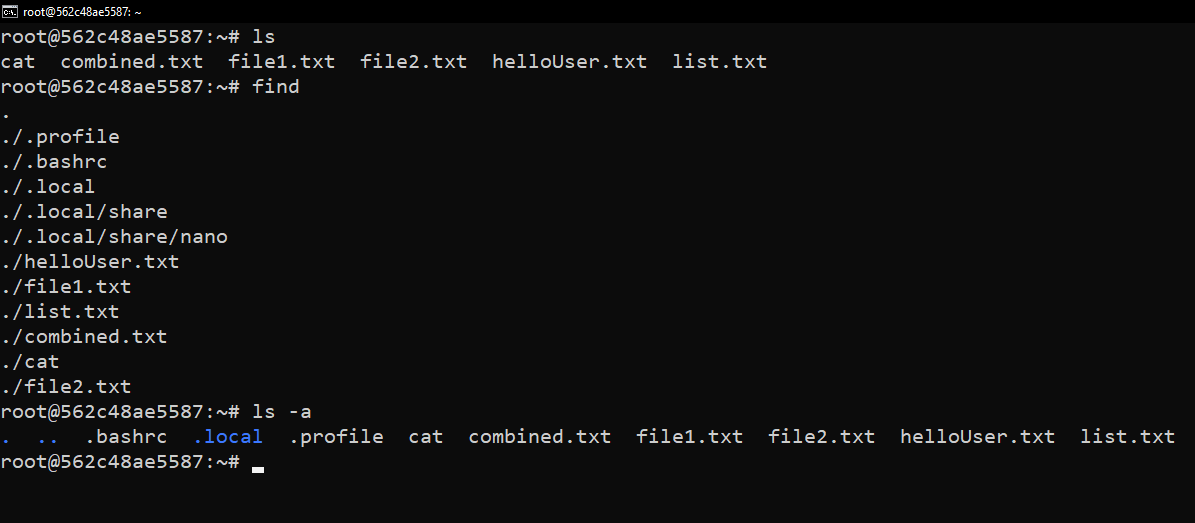 root@562c48ae5587: ~
root@562c48ae5587:~# ls
cat  combined.txt  file1.txt  file2.txt  helloUser.txt  list.txt
root@562c48ae5587:~# find
.
./.profile
./.bashrc
./.local
./.local/share
./.local/share/nano
./helloUser.txt
./file1.txt
./list.txt
./combined.txt
./cat
./file2.txt
root@562c48ae5587:~# ls -a
.  ..  .bashrc  .local  .profile  cat  combined.txt  file1.txt  file2.txt  helloUser.txt  list.txt
root@562c48ae5587:~#